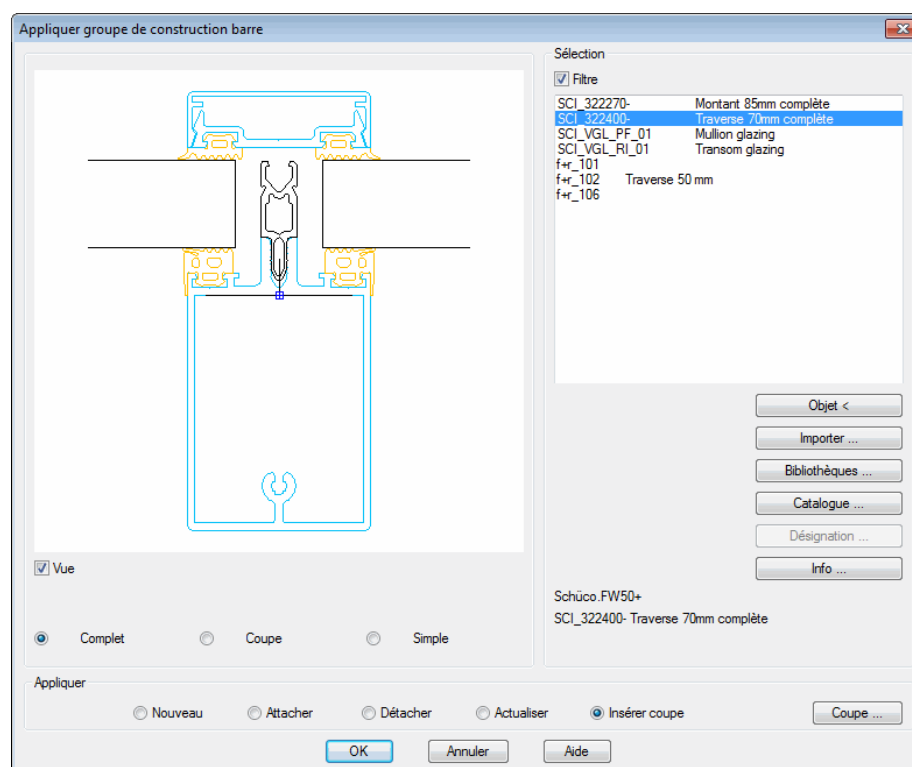 Appliquer groupe de construction barre
Sélection
Filtre
SCI_322270- Montant 85mm complète
SCI_322400- Traverse 70mm complète
SCI_VGL_PF_01 Mullion glazing
SCI_VGL_RI_01 Transom glazing
f+r_101
f+r_102 Traverse 50 mm
f+r_106
Objet <
Importer ...
Bibliothèques ...
Catalogue ...
Désignation ...
Info ...
Vue
Schüco.FW50+
SCI_322400- Traverse 70mm complète
Complet Coupe Simple
Appliquer
Nouveau Attacher Détacher Actualiser Insérer coupe Coupe ...
OK Annuler Aide